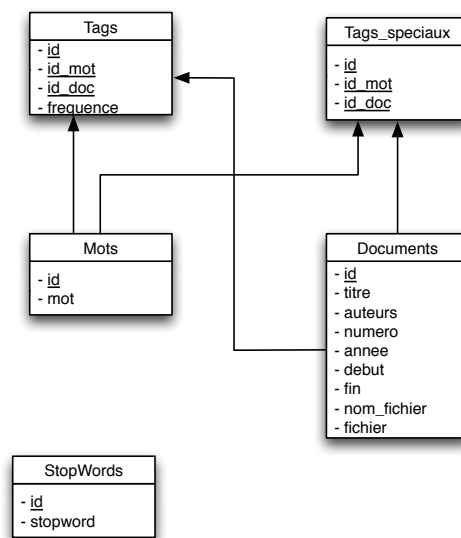 Tags
- id
- id_mot
- id_doc
- frequence
Tags_speciaux
- id
- id_mot
- id_doc
Mots
- id
- mot
Documents
- id
- titre
- auteurs
- numero
- annee
- debut
- fin
- nom_fichier
- fichier
StopWords
- id
- stopword